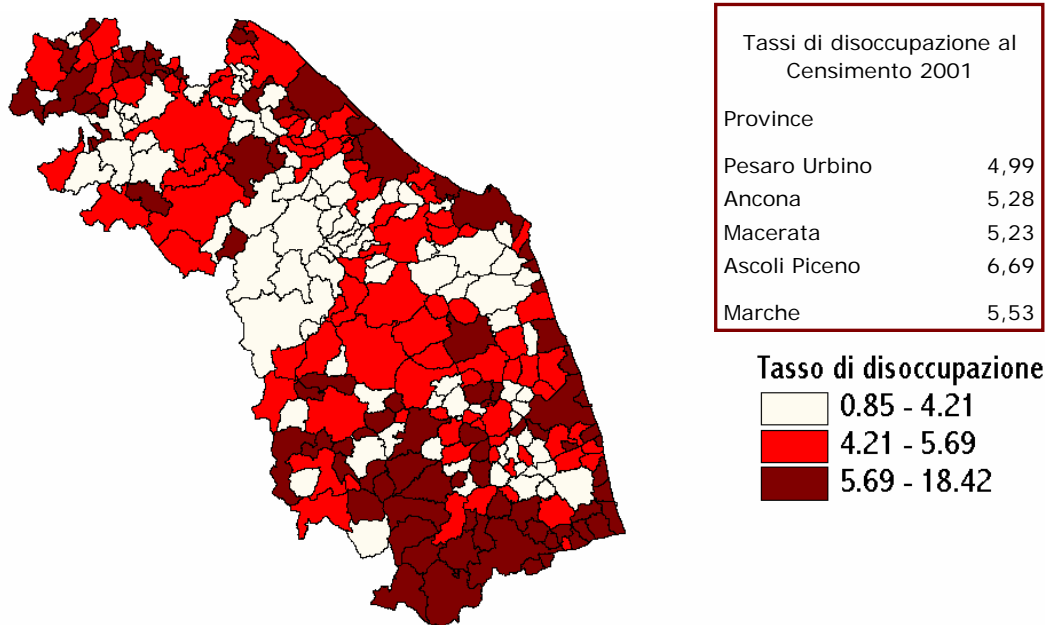 Tassi di disoccupazione al
Censimento 2001
Province
Pesaro Urbino 4,99
Ancona 5,28
Macerata 5,23
Ascoli Piceno 6,69
Marche 5,53
Tasso di disoccupazione
0.85 - 4.21
4.21 - 5.69
5.69 - 18.42